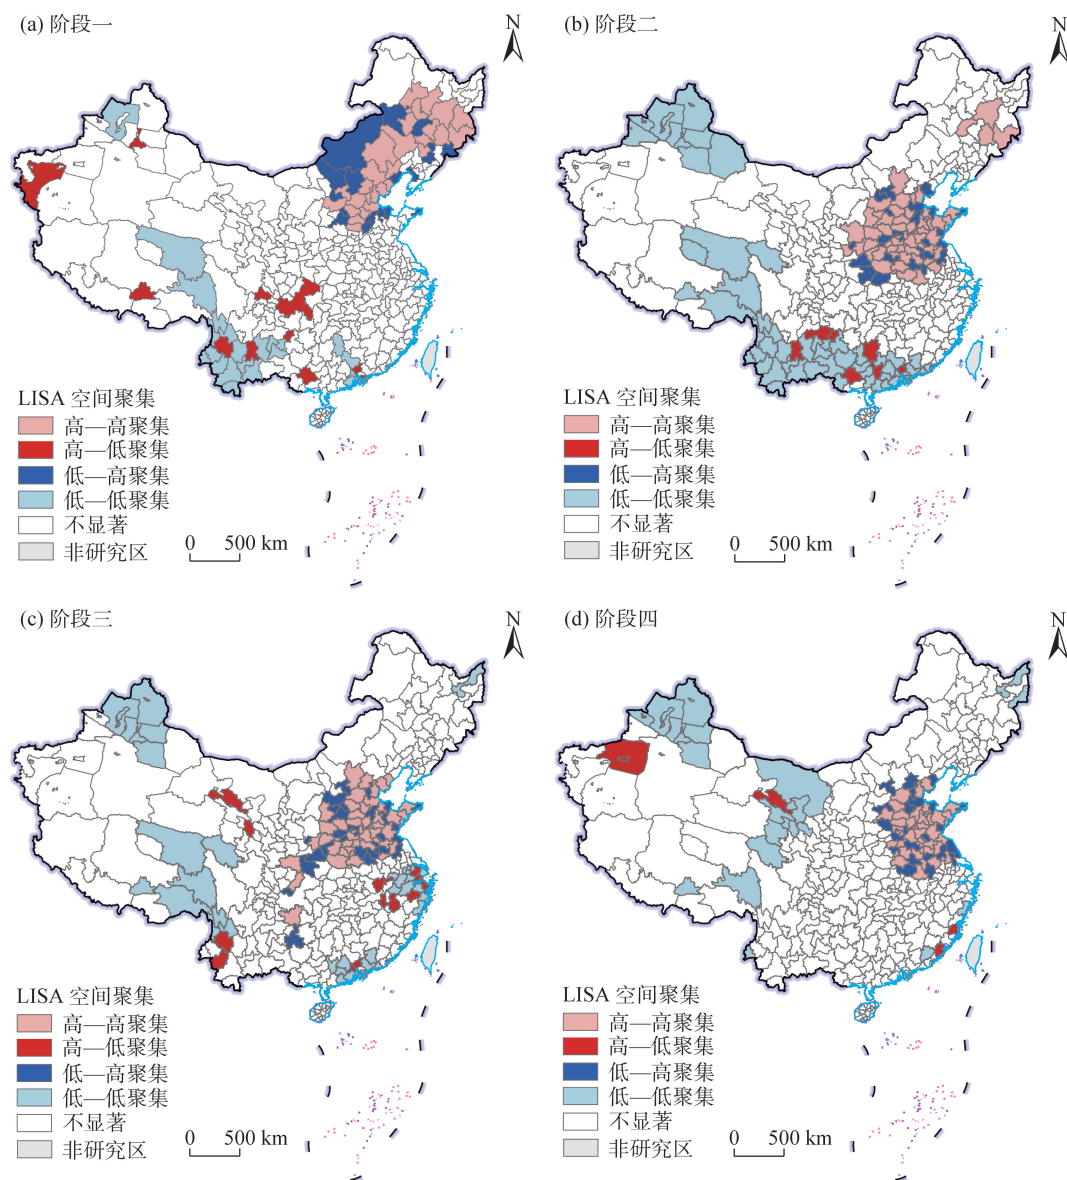 (a) 阶段一
N
LISA 空间聚集
高—高聚集
高—低聚集
低—高聚集
低—低聚集
不显著
非研究区
0 500 km
(b) 阶段二
N
LISA 空间聚集
高—高聚集
高—低聚集
低—高聚集
低—低聚集
不显著
非研究区
0 500 km
(c) 阶段三
N
LISA 空间聚集
高—高聚集
高—低聚集
低—高聚集
低—低聚集
不显著
非研究区
0 500 km
(d) 阶段四
N
LISA 空间聚集
高—高聚集
高—低聚集
低—高聚集
低—低聚集
不显著
非研究区
0 500 km